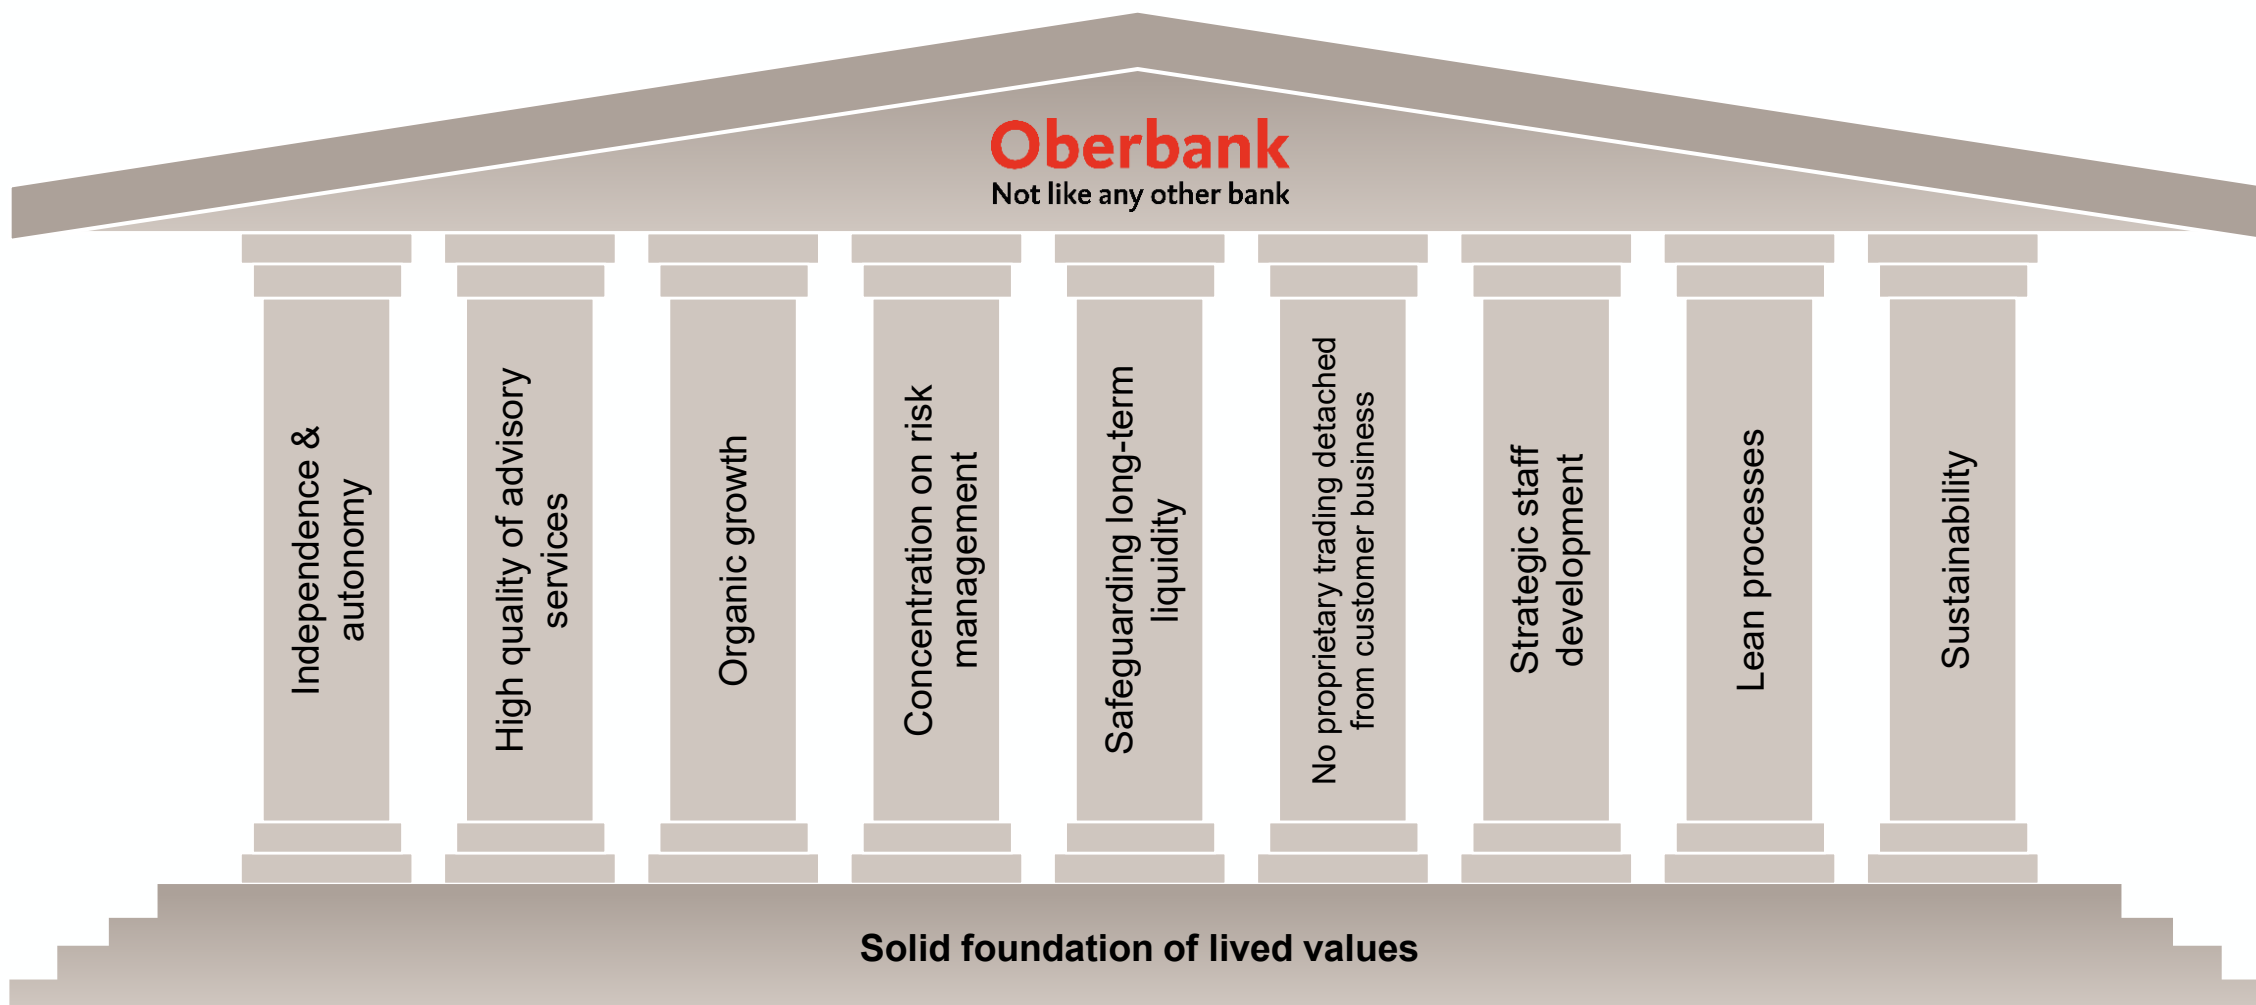 Oberbank
Not like any other bank
Independence &
autonomy
High quality of advisory
services
Organic growth
Concentration on risk
management
Safeguarding long-term
liquidity
No proprietary trading detached
from customer business
Strategic staff
development
Lean processes
Sustainability
Solid foundation of lived values